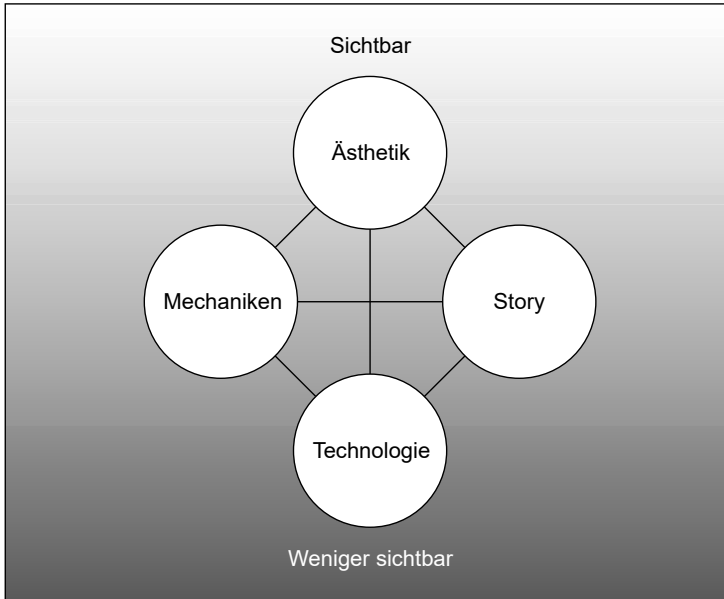 Sichtbar
Ästhetik
Mechaniken
Story
Technologie
Weniger sichtbar